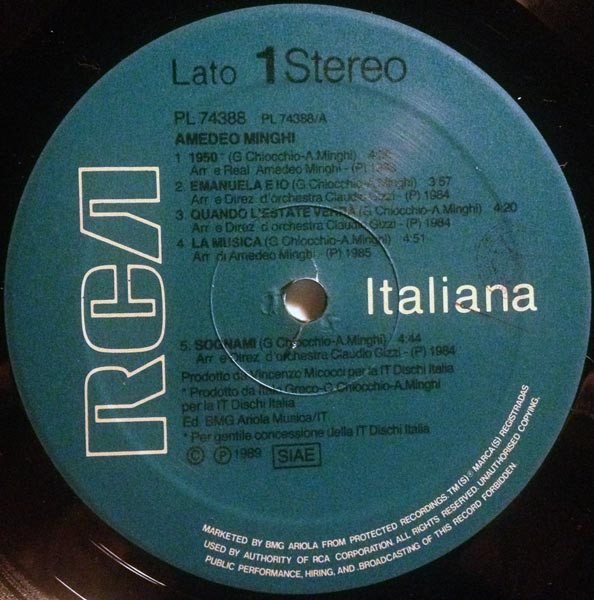 Lato 1 Stereo
PL 74388 PL 74388/A
AMEDEO MINGHI
1 1950 * (G Chiocchio-A.Minghi)
Arr e Real Amedeo Minghi - (P)
2. EMANUELA E IO (G Chiocchio-A.Minghi) 3 57
Arr e Direz d'orchestra Claudio Gizzi - (P) 1984
3. QUANDO L'ESTATE VERRA (G Chiocchio-A.Minghi) 4:20
Arr e Direz d'orchestra Claudio Gizzi - (P) 1984
4 LA MUSICA (G Chiocchio-A.Minghi) 4:51
Arr di Amedeo Minghi - (P) 1985
RCA
Italiana
5. SOGNAMI (G Chiocchio-A.Minghi) 4:44
Arr e Direz d'orchestra Claudio Gizzi - (P) 1984
Prodotto da Vincenzo Micocci per la IT Dischi Italia
* Prodotto da Italo Greco-G Chiocchio-A.Minghi
per la IT Dischi Italia
Ed. BMG Ariola Musica/IT
* Per gentile concessione della IT Dischi Italia
© ℗ 1989 SIAE
MARKETED BY BMG ARIOLA FROM PROTECTED RECORDINGS TM(S) ® MARCA(S) REGISTRADAS
USED BY AUTHORITY OF RCA CORPORATION ALL RIGHTS RESERVED UNAUTHORISED COPYING,
PUBLIC PERFORMANCE, HIRING, AND BROADCASTING OF THIS RECORD FORBIDDEN.